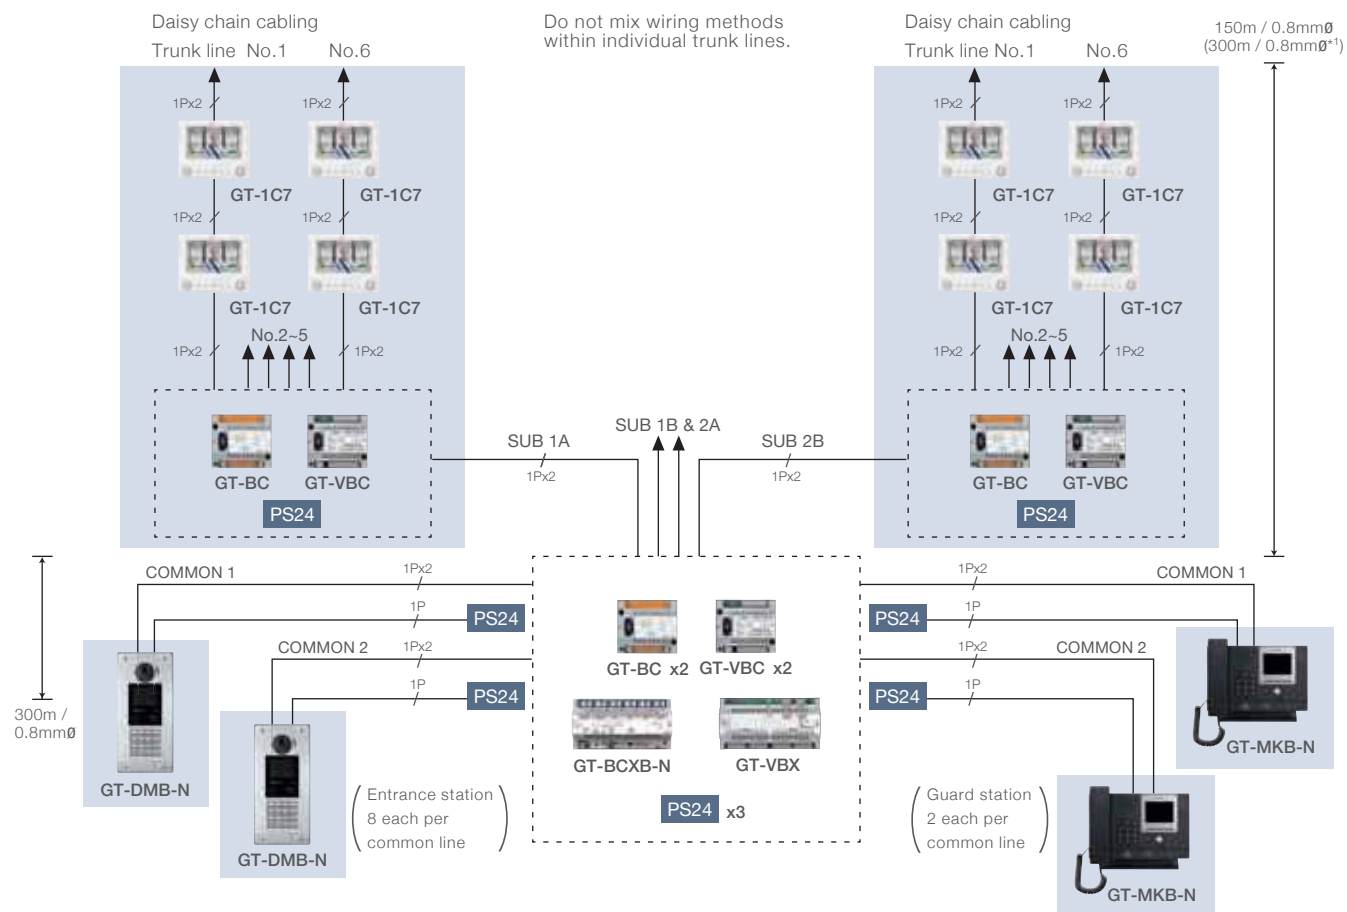 Daisy chain cabling
Trunk line No.1 No.6
Do not mix wiring methods
within individual trunk lines.
Daisy chain cabling
Trunk line No.1 No.6
150m / 0.8mmØ
(300m / 0.8mmØ*1)
1Px2 1Px2
GT-1C7 GT-1C7
1Px2 1Px2
GT-1C7 GT-1C7
No.2~5
1Px2 1Px2
GT-BC GT-VBC
PS24
1Px2 1Px2
GT-1C7 GT-1C7
1Px2 1Px2
GT-1C7 GT-1C7
No.2~5
1Px2 1Px2
GT-BC GT-VBC
PS24
SUB 1A
1Px2
SUB 1B & 2A
SUB 2B
1Px2
COMMON 1 1Px2
1P PS24
COMMON 2 1Px2
1P PS24
300m /
0.8mmØ
GT-DMB-N
GT-DMB-N
(Entrance station
8 each per
common line)
GT-BC x2 GT-VBC x2
GT-BCXB-N GT-VBX
PS24 x3
1Px2 COMMON 1
PS24 1P
1Px2 COMMON 2
PS24 1P
GT-MKB-N
(Guard station
2 each per
common line)
GT-MKB-N